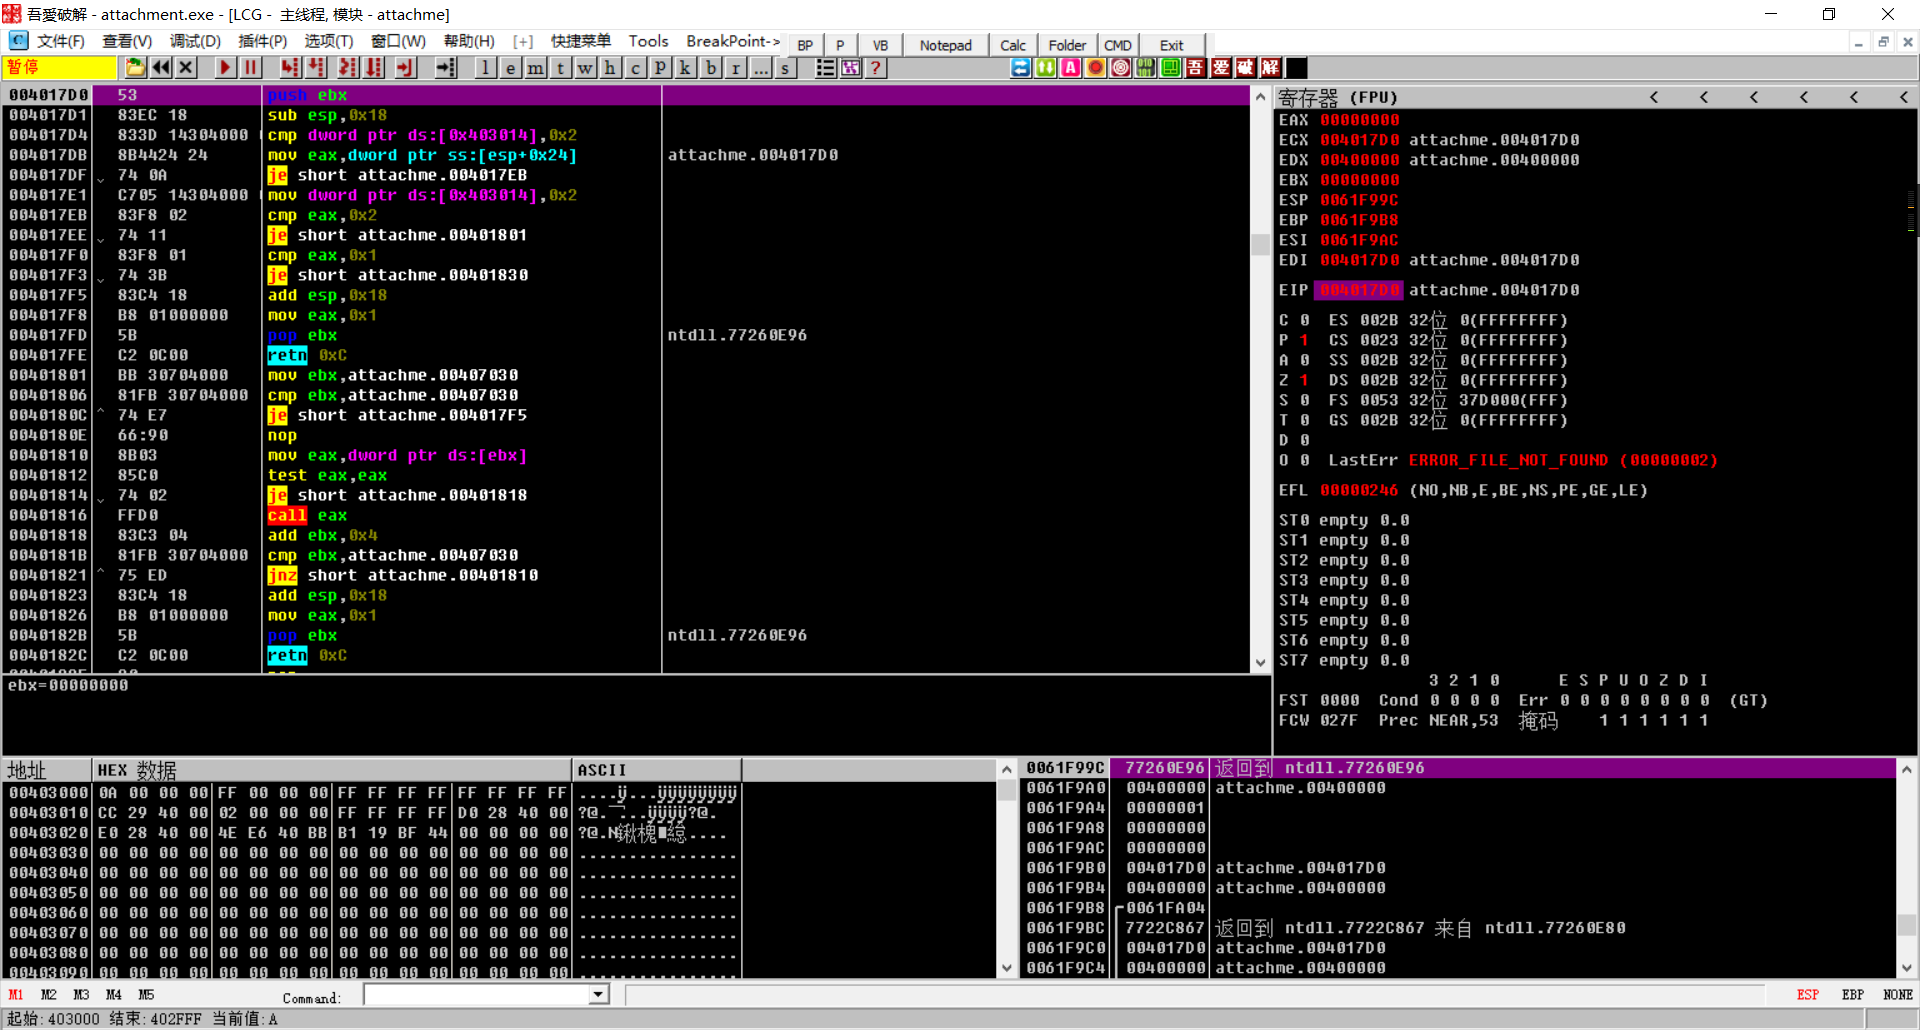 吾愛破解 - attachment.exe - [LCG -  主线程, 模块 - attachme]
文件(F) 查看(V) 调试(D) 插件(P) 选项(T) 窗口(W) 帮助(H) [+] 快捷菜单 Tools BreakPoint-> BP P VB Notepad Calc Folder CMD Exit
暂停 l e m t w h c p k b r ... s ? 吾 爱 破 解
004017D0 53 push ebx
004017D1 83EC 18 sub esp,0x18
004017D4 833D 14304000 cmp dword ptr ds:[0x403014],0x2
004017DB 8B4424 24 mov eax,dword ptr ss:[esp+0x24] attachme.004017D0
004017DF 74 0A je short attachme.004017EB
004017E1 C705 14304000 mov dword ptr ds:[0x403014],0x2
004017EB 83F8 02 cmp eax,0x2
004017EE 74 11 je short attachme.00401801
004017F0 83F8 01 cmp eax,0x1
004017F3 74 3B je short attachme.00401830
004017F5 83C4 18 add esp,0x18
004017F8 B8 01000000 mov eax,0x1
004017FD 5B pop ebx ntdll.77260E96
004017FE C2 0C00 retn 0xC
00401801 BB 30704000 mov ebx,attachme.00407030
00401806 81FB 30704000 cmp ebx,attachme.00407030
0040180C ^ 74 E7 je short attachme.004017F5
0040180E 66:90 nop
00401810 8B03 mov eax,dword ptr ds:[ebx]
00401812 85C0 test eax,eax
00401814 74 02 je short attachme.00401818
00401816 FFD0 call eax
00401818 83C3 04 add ebx,0x4
0040181B 81FB 30704000 cmp ebx,attachme.00407030
00401821 ^ 75 ED jnz short attachme.00401810
00401823 83C4 18 add esp,0x18
00401826 B8 01000000 mov eax,0x1
0040182B 5B pop ebx ntdll.77260E96
0040182C C2 0C00 retn 0xC
ebx=00000000
寄存器 (FPU) < < < < < <
EAX 00000000
ECX 004017D0 attachme.004017D0
EDX 00400000 attachme.00400000
EBX 00000000
ESP 0061F99C
EBP 0061F9B8
ESI 0061F9AC
EDI 004017D0 attachme.004017D0
EIP 004017D0 attachme.004017D0
C 0 ES 002B 32位 0(FFFFFFFF)
P 1 CS 0023 32位 0(FFFFFFFF)
A 0 SS 002B 32位 0(FFFFFFFF)
Z 1 DS 002B 32位 0(FFFFFFFF)
S 0 FS 0053 32位 37D000(FFF)
T 0 GS 002B 32位 0(FFFFFFFF)
D 0
O 0 LastErr ERROR_FILE_NOT_FOUND (00000002)
EFL 00000246 (NO,NB,E,BE,NS,PE,GE,LE)
ST0 empty 0.0
ST1 empty 0.0
ST2 empty 0.0
ST3 empty 0.0
ST4 empty 0.0
ST5 empty 0.0
ST6 empty 0.0
ST7 empty 0.0
3 2 1 0 E S P U O Z D I
FST 0000 Cond 0 0 0 0 Err 0 0 0 0 0 0 0 0 (GT)
FCW 027F Prec NEAR,53 掩码 1 1 1 1 1 1
地址 HEX 数据 ASCII
00403000 0A 00 00 00 FF 00 00 00 FF FF FF FF FF FF FF FF ....ÿ...ÿÿÿÿÿÿÿÿ
00403010 CC 29 40 00 02 00 00 00 FF FF FF FF D0 28 40 00
00403020 E0 28 40 00 4E E6 40 BB B1 19 BF 44 00 00 00 00
00403030 00 00 00 00 00 00 00 00 00 00 00 00 00 00 00 00 ................
00403040 00 00 00 00 00 00 00 00 00 00 00 00 00 00 00 00 ................
00403050 00 00 00 00 00 00 00 00 00 00 00 00 00 00 00 00 ................
00403060 00 00 00 00 00 00 00 00 00 00 00 00 00 00 00 00 ................
00403070 00 00 00 00 00 00 00 00 00 00 00 00 00 00 00 00 ................
00403080 00 00 00 00 00 00 00 00 00 00 00 00 00 00 00 00 ................
00403090 00 00 00 00 00 00 00 00 00 00 00 00 00 00 00 00 ................
0061F99C 77260E96 返回到 ntdll.77260E96
0061F9A0 00400000 attachme.00400000
0061F9A4 00000001
0061F9A8 00000000
0061F9AC 00000000
0061F9B0 004017D0 attachme.004017D0
0061F9B4 00400000 attachme.00400000
0061F9B8 0061FA04
0061F9BC 7722C867 返回到 ntdll.7722C867 来自 ntdll.77260E80
0061F9C0 004017D0 attachme.004017D0
0061F9C4 00400000 attachme.00400000
M1 M2 M3 M4 M5 Command: ESP EBP NONE
起始:403000 结束:402FFF 当前值:A